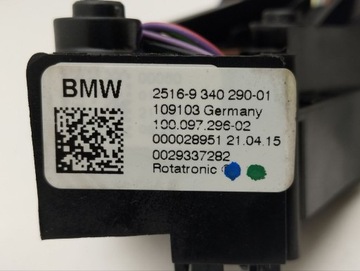 BMW
2516-9 340 290-01
109103 Germany
100.097.296-02
000028951 21.04.15
0029337282
Rotatronic